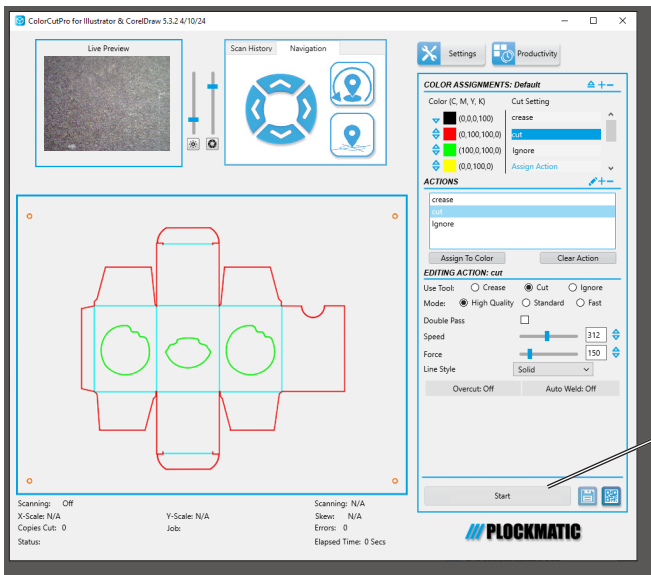 ColorCutPro for Illustrator & CorelDraw 5.3.2 4/10/24
Live Preview
Scan History Navigation
Settings
Productivity
COLOR ASSIGNMENTS: Default
Color (C, M, Y, K) Cut Setting
(0,0,0,100) crease
(0,100,100,0) cut
(100,0,100,0) Ignore
(0,0,100,0) Assign Action
ACTIONS
crease
cut
Ignore
Assign To Color Clear Action
EDITING ACTION: cut
Use Tool: Crease Cut Ignore
Mode: High Quality Standard Fast
Double Pass
Speed 312
Force 150
Line Style Solid
Overcut: Off Auto Weld: Off
Start
Scanning: Off Scanning: N/A
X-Scale: N/A Y-Scale: N/A Skew: N/A
Copies Cut: 0 Job: Errors: 0
Status: Elapsed Time: 0 Secs
PLOCKMATIC